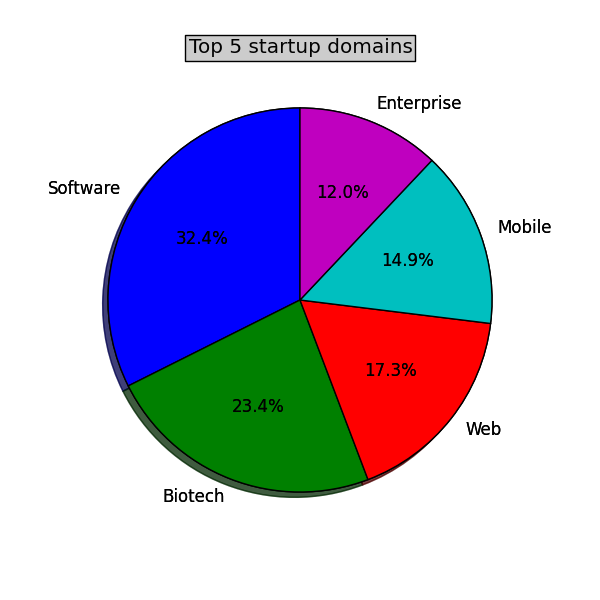 Top 5 startup domains
Enterprise
12.0%
Software
32.4%
Mobile
14.9%
17.3%
Web
23.4%
Biotech